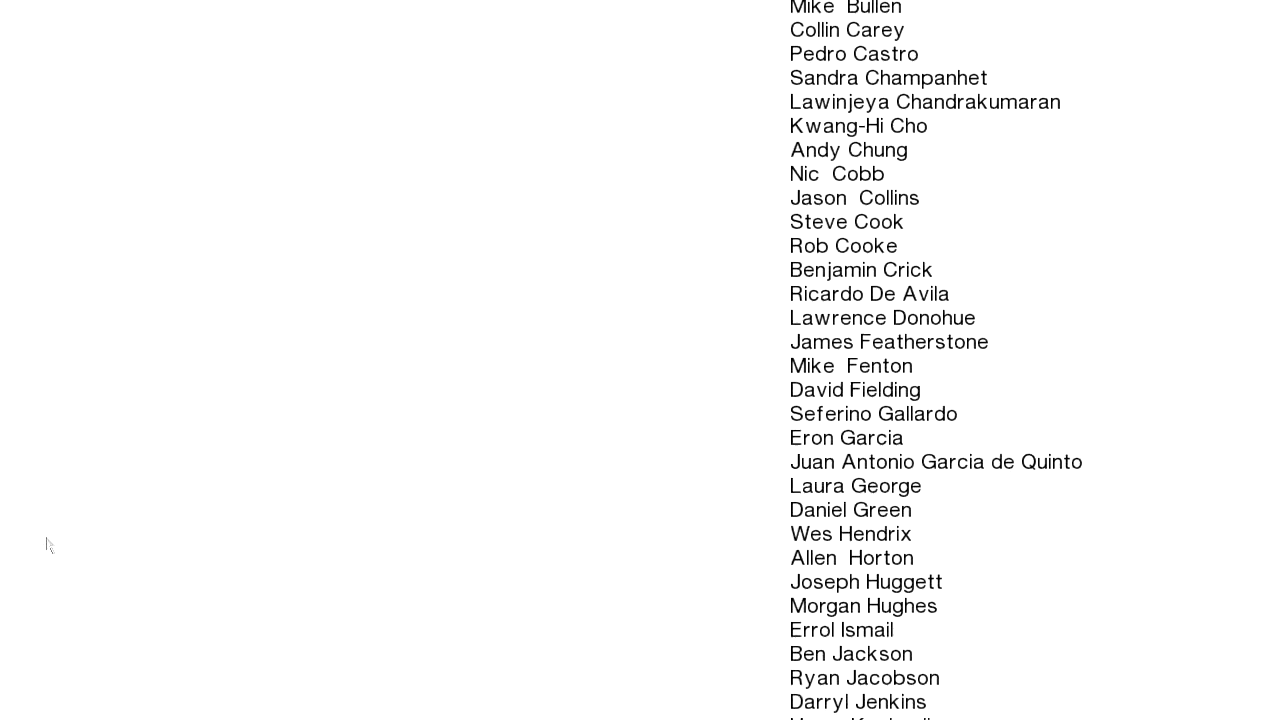 Mike  Bullen
Collin Carey
Pedro Castro
Sandra Champanhet
Lawinjeya Chandrakumaran
Kwang-Hi Cho
Andy Chung
Nic  Cobb
Jason  Collins
Steve Cook
Rob Cooke
Benjamin Crick
Ricardo De Avila
Lawrence Donohue
James Featherstone
Mike  Fenton
David Fielding
Seferino Gallardo
Eron Garcia
Juan Antonio Garcia de Quinto
Laura George
Daniel Green
Wes Hendrix
Allen  Horton
Joseph Huggett
Morgan Hughes
Errol Ismail
Ben Jackson
Ryan Jacobson
Darryl Jenkins